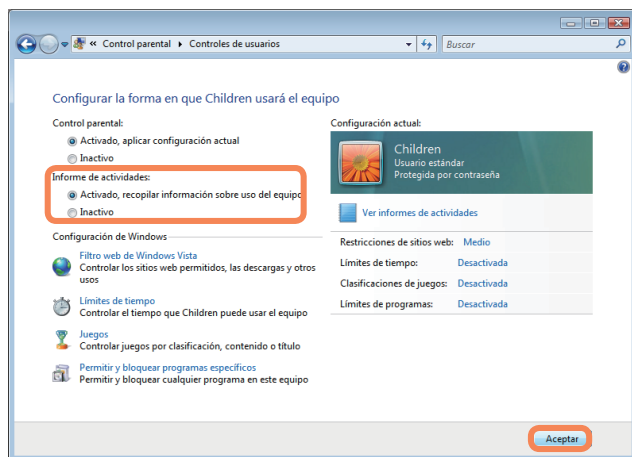 « Control parental ▸ Controles de usuarios
Buscar
Configurar la forma en que Children usará el equipo
Control parental:
Activado, aplicar configuración actual
Inactivo
Informe de actividades:
Activado, recopilar información sobre uso del equipo
Inactivo
Configuración de Windows
Filtro web de Windows Vista
Controlar los sitios web permitidos, las descargas y otros
usos
Límites de tiempo
Controlar el tiempo que Children puede usar el equipo
Juegos
Controlar juegos por clasificación, contenido o título
Permitir y bloquear programas específicos
Permitir y bloquear cualquier programa en este equipo
Configuración actual:
Children
Usuario estándar
Protegida por contraseña
Ver informes de actividades
Restricciones de sitios web: Medio
Límites de tiempo: Desactivada
Clasificaciones de juegos: Desactivada
Límites de programas: Desactivada
Aceptar